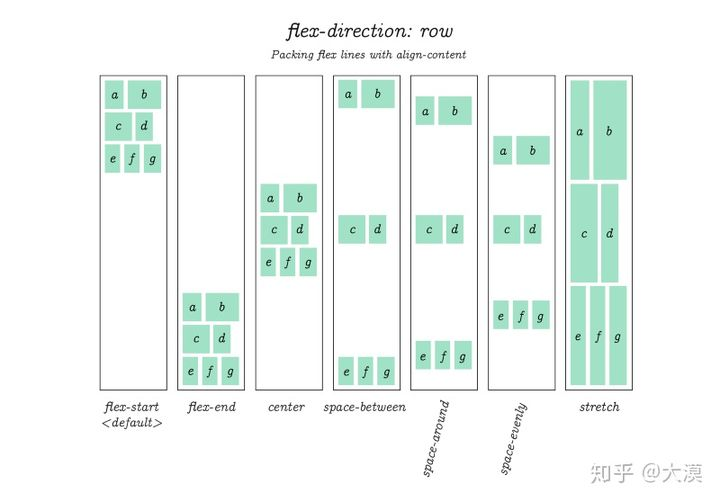 flex-direction: row
Packing flex lines with align-content
a b
c d
e f g
flex-start
<default>
a b
c d
e f g
flex-end
a b
c d
e f g
center
a b
c d
e f g
space-between
a b
c d
e f g
space-around
a b
c d
e f g
space-evenly
a b
c d
e f g
stretch
知乎 @大漠